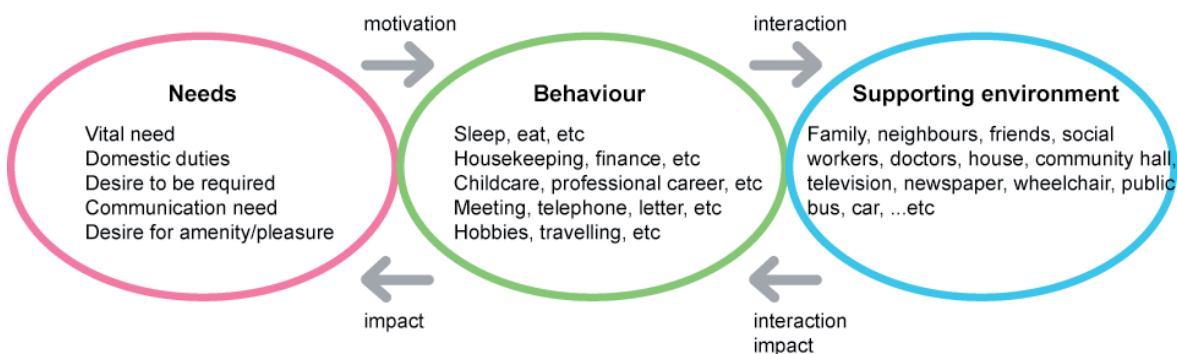 motivation
interaction
Needs
Vital need
Domestic duties
Desire to be required
Communication need
Desire for amenity/pleasure
Behaviour
Sleep, eat, etc
Housekeeping, finance, etc
Childcare, professional career, etc
Meeting, telephone, letter, etc
Hobbies, travelling, etc
Supporting environment
Family, neighbours, friends, social
workers, doctors, house, community hall,
television, newspaper, wheelchair, public
bus, car, ...etc
impact
interaction
impact